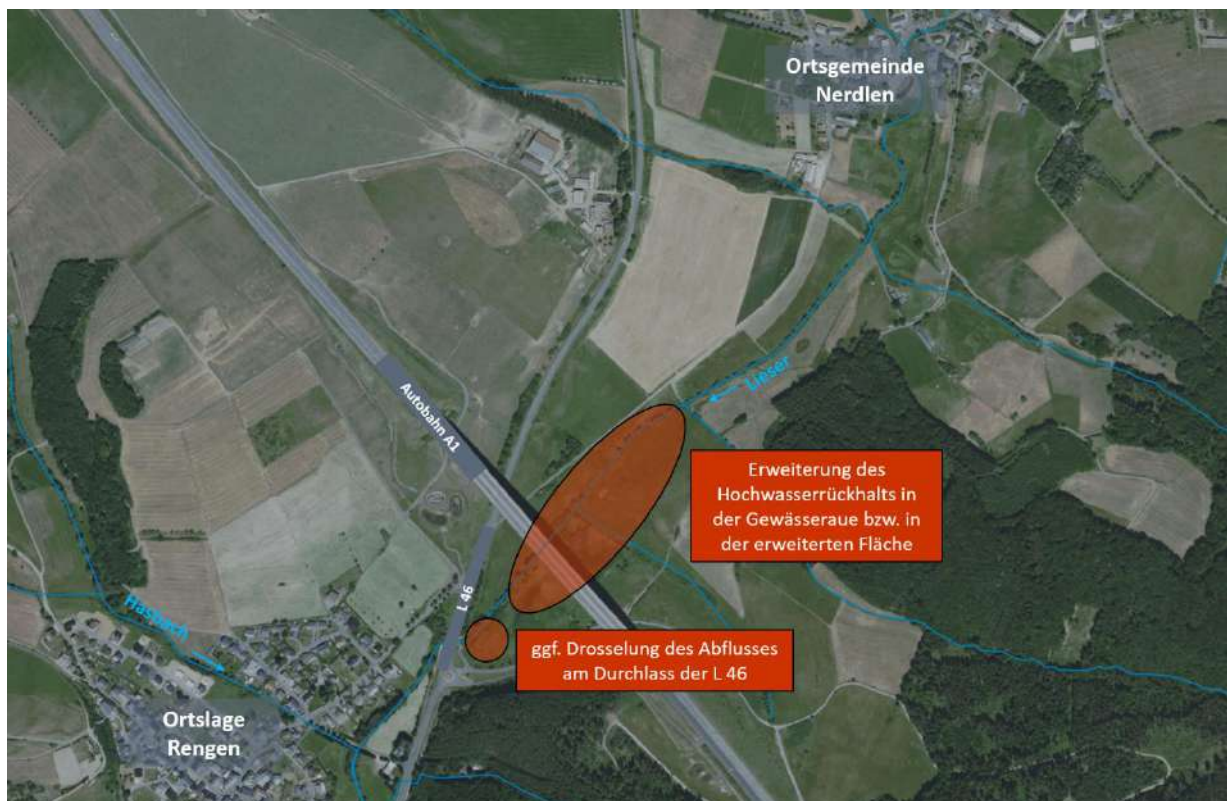 Ortsgemeinde
Nerdlen
Autobahn A1
Lieser
Erweiterung des
Hochwasserrückhalts in
der Gewässeraue bzw. in
der erweiterten Fläche
L 46
Hasbach
ggf. Drosselung des Abflusses
am Durchlass der L 46
Ortslage
Rengen